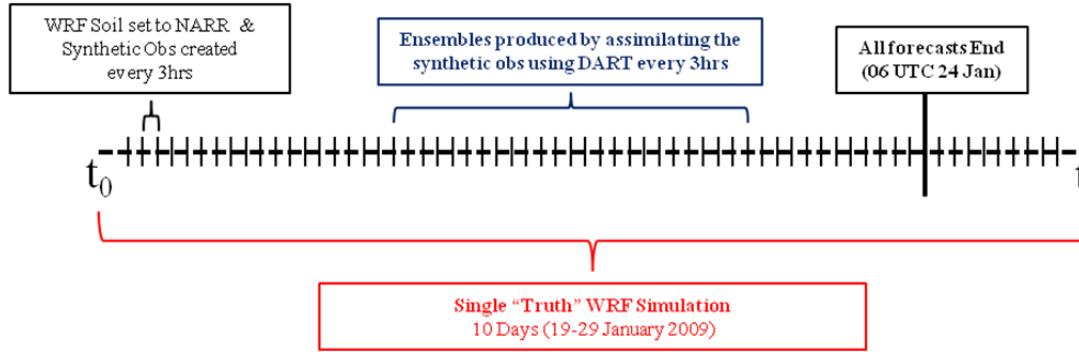 WRF Soil set to NARR &
Synthetic Obs created
every 3hrs
Ensembles produced by assimilating the
synthetic obs using DART every 3hrs
All forecasts End
(06 UTC 24 Jan)
t0
t
Single “Truth” WRF Simulation
10 Days (19-29 January 2009)